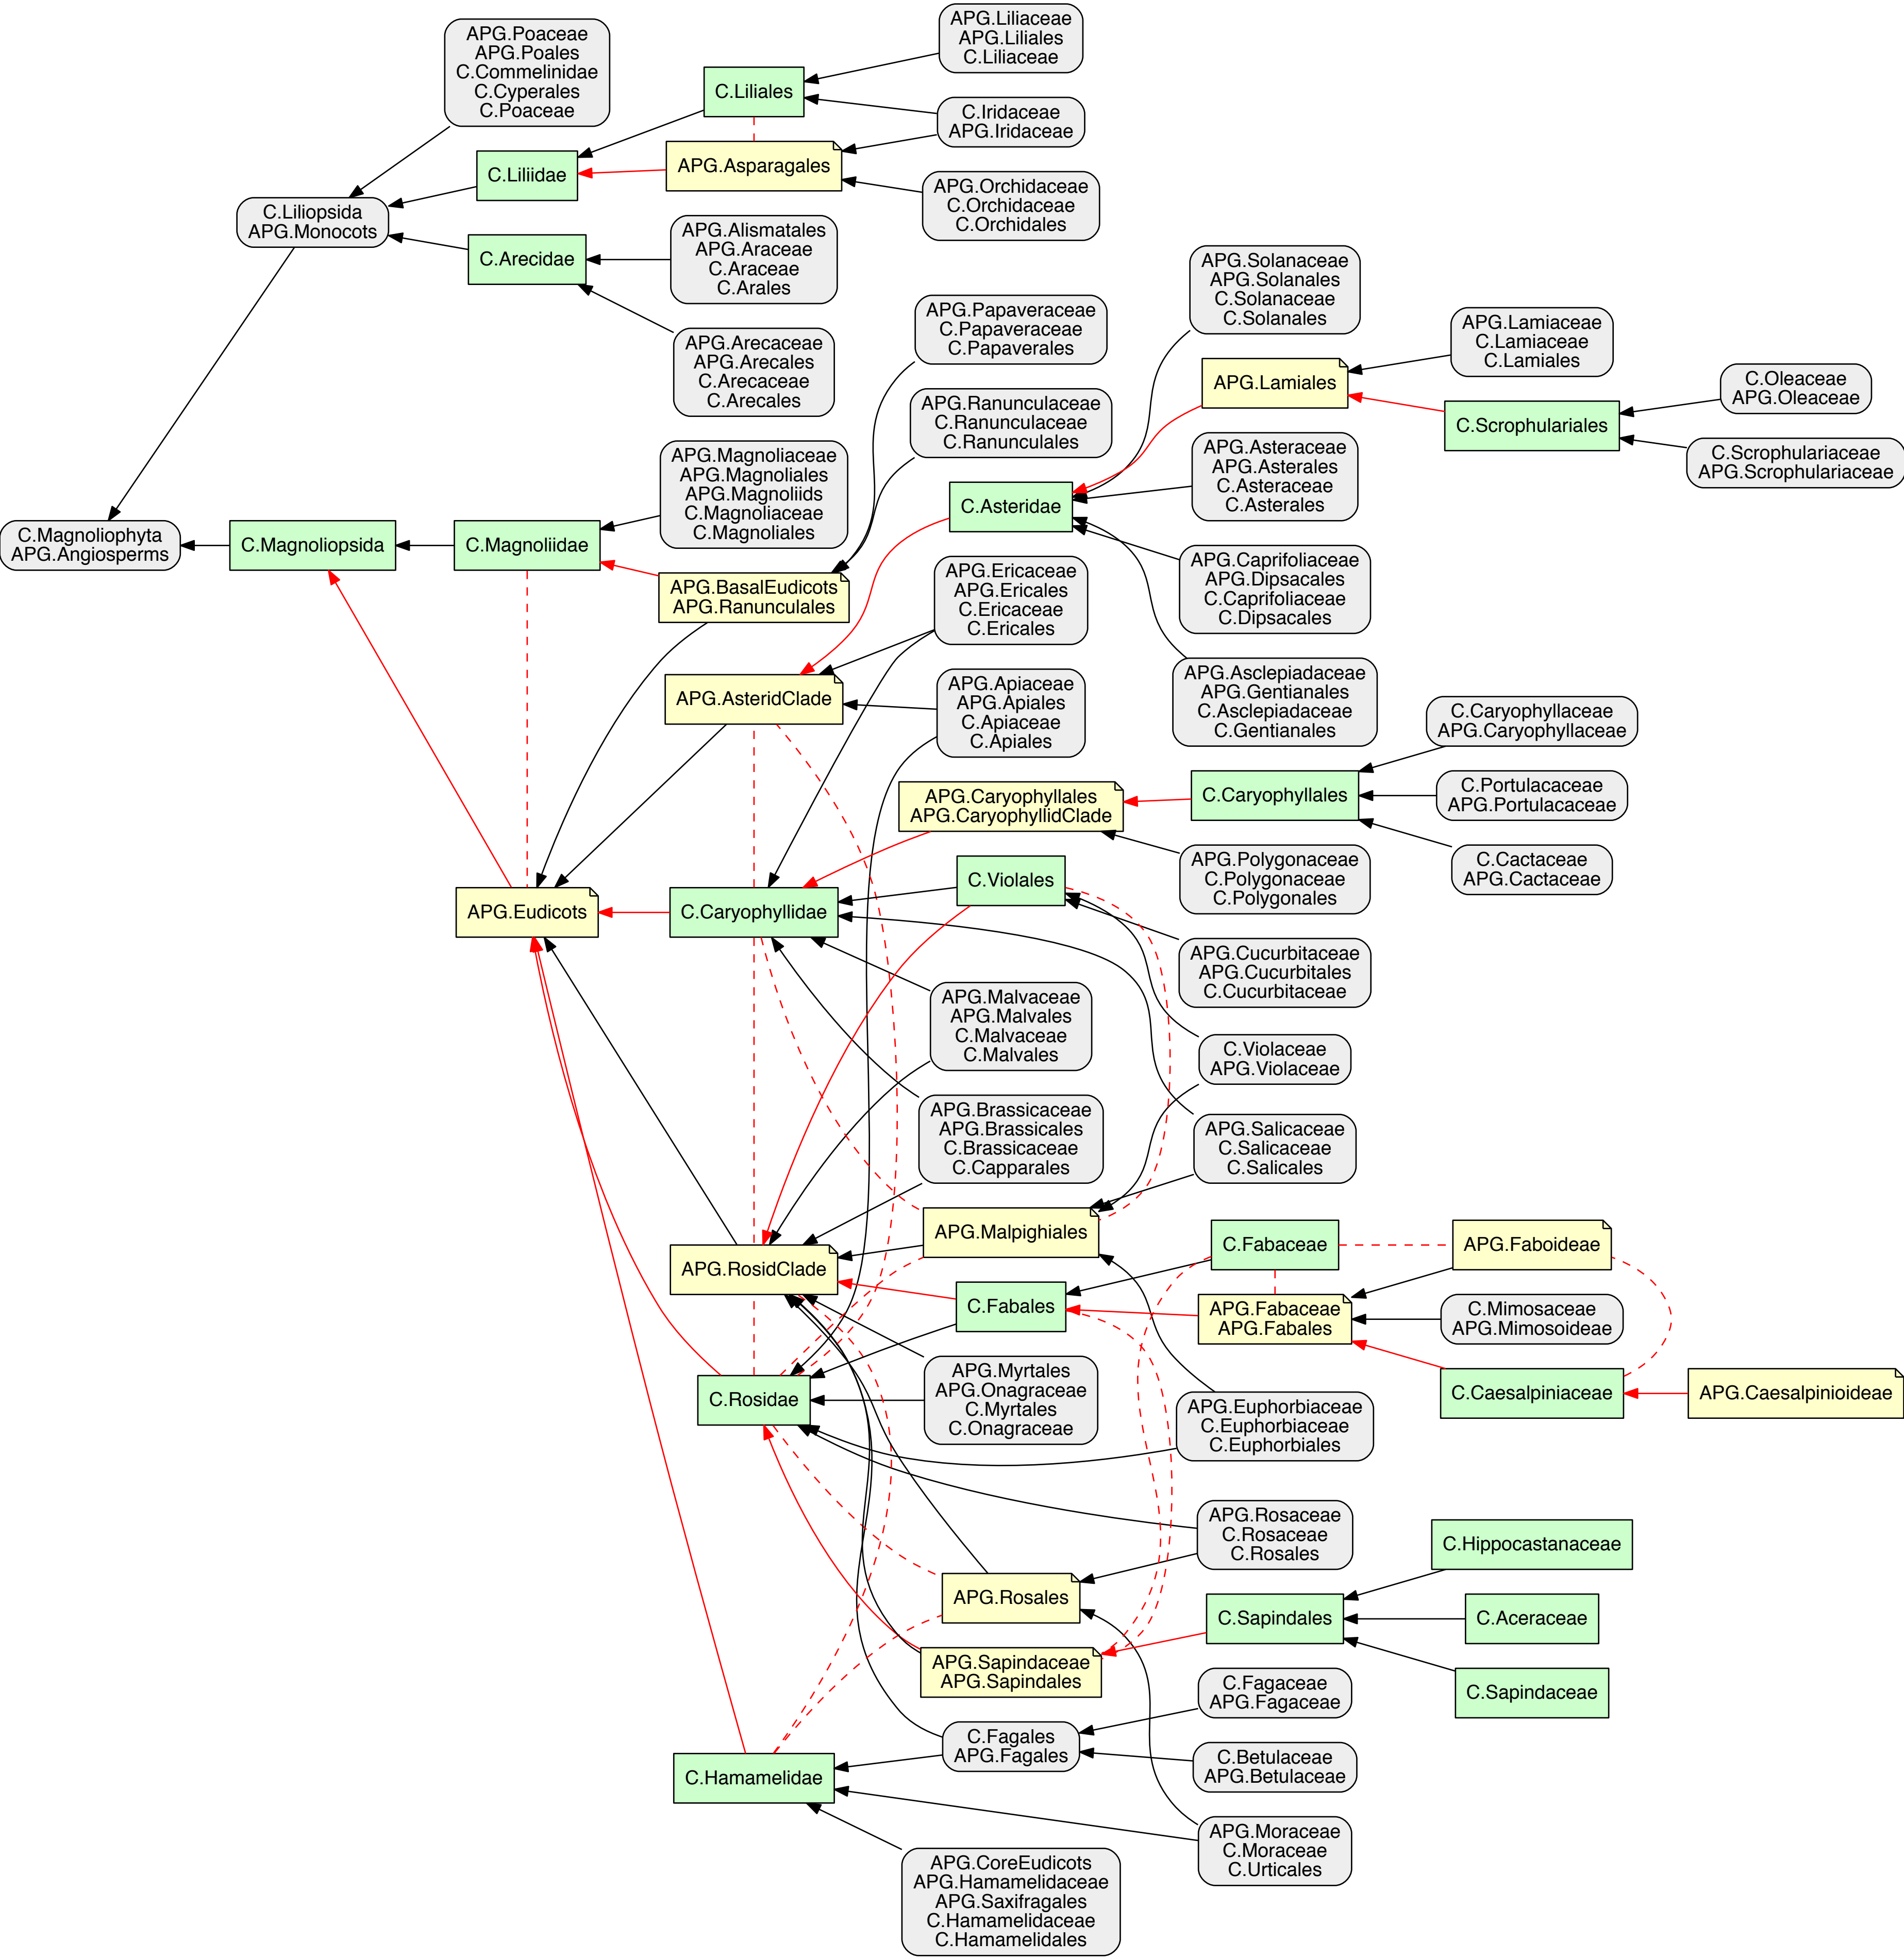 APG.Poaceae
APG.Poales
C.Commelinidae
C.Cyperales
C.Poaceae
C.Liliales
APG.Liliaceae
APG.Liliales
C.Liliaceae
C.Iridaceae
APG.Iridaceae
C.Liliidae
APG.Asparagales
APG.Orchidaceae
C.Orchidaceae
C.Orchidales
C.Liliopsida
APG.Monocots
C.Arecidae
APG.Alismatales
APG.Araceae
C.Araceae
C.Arales
APG.Arecaceae
APG.Arecales
C.Arecaceae
C.Arecales
APG.Papaveraceae
C.Papaveraceae
C.Papaverales
APG.Ranunculaceae
C.Ranunculaceae
C.Ranunculales
APG.Solanaceae
APG.Solanales
C.Solanaceae
C.Solanales
APG.Lamiales
APG.Lamiaceae
C.Lamiaceae
C.Lamiales
C.Scrophulariales
C.Oleaceae
APG.Oleaceae
C.Scrophulariaceae
APG.Scrophulariaceae
APG.Magnoliaceae
APG.Magnoliales
APG.Magnoliids
C.Magnoliaceae
C.Magnoliales
C.Asteridae
APG.Asteraceae
APG.Asterales
C.Asteraceae
C.Asterales
C.Magnoliophyta
APG.Angiosperms
C.Magnoliopsida
C.Magnoliidae
APG.BasalEudicots
APG.Ranunculales
APG.Ericaceae
APG.Ericales
C.Ericaceae
C.Ericales
APG.Caprifoliaceae
APG.Dipsacales
C.Caprifoliaceae
C.Dipsacales
APG.AsteridClade
APG.Apiaceae
APG.Apiales
C.Apiaceae
C.Apiales
APG.Asclepiadaceae
APG.Gentianales
C.Asclepiadaceae
C.Gentianales
C.Caryophyllaceae
APG.Caryophyllaceae
APG.Caryophyllales
APG.CaryophyllidClade
C.Caryophyllales
C.Portulacaceae
APG.Portulacaceae
APG.Polygonaceae
C.Polygonaceae
C.Polygonales
C.Cactaceae
APG.Cactaceae
APG.Eudicots
C.Caryophyllidae
C.Violales
APG.Cucurbitaceae
APG.Cucurbitales
C.Cucurbitaceae
APG.Malvaceae
APG.Malvales
C.Malvaceae
C.Malvales
C.Violaceae
APG.Violaceae
APG.Brassicaceae
APG.Brassicales
C.Brassicaceae
C.Capparales
APG.Salicaceae
C.Salicaceae
C.Salicales
APG.Malpighiales
APG.RosidClade
C.Fabaceae
APG.Faboideae
C.Fabales
APG.Fabaceae
APG.Fabales
C.Mimosaceae
APG.Mimosoideae
C.Rosidae
APG.Myrtales
APG.Onagraceae
C.Myrtales
C.Onagraceae
APG.Euphorbiaceae
C.Euphorbiaceae
C.Euphorbiales
C.Caesalpiniaceae
APG.Caesalpinioideae
APG.Rosaceae
C.Rosaceae
C.Rosales
C.Hippocastanaceae
APG.Rosales
C.Sapindales
C.Aceraceae
APG.Sapindaceae
APG.Sapindales
C.Sapindaceae
C.Fagaceae
APG.Fagaceae
C.Fagales
APG.Fagales
C.Betulaceae
APG.Betulaceae
C.Hamamelidae
APG.Moraceae
C.Moraceae
C.Urticales
APG.CoreEudicots
APG.Hamamelidaceae
APG.Saxifragales
C.Hamamelidaceae
C.Hamamelidales